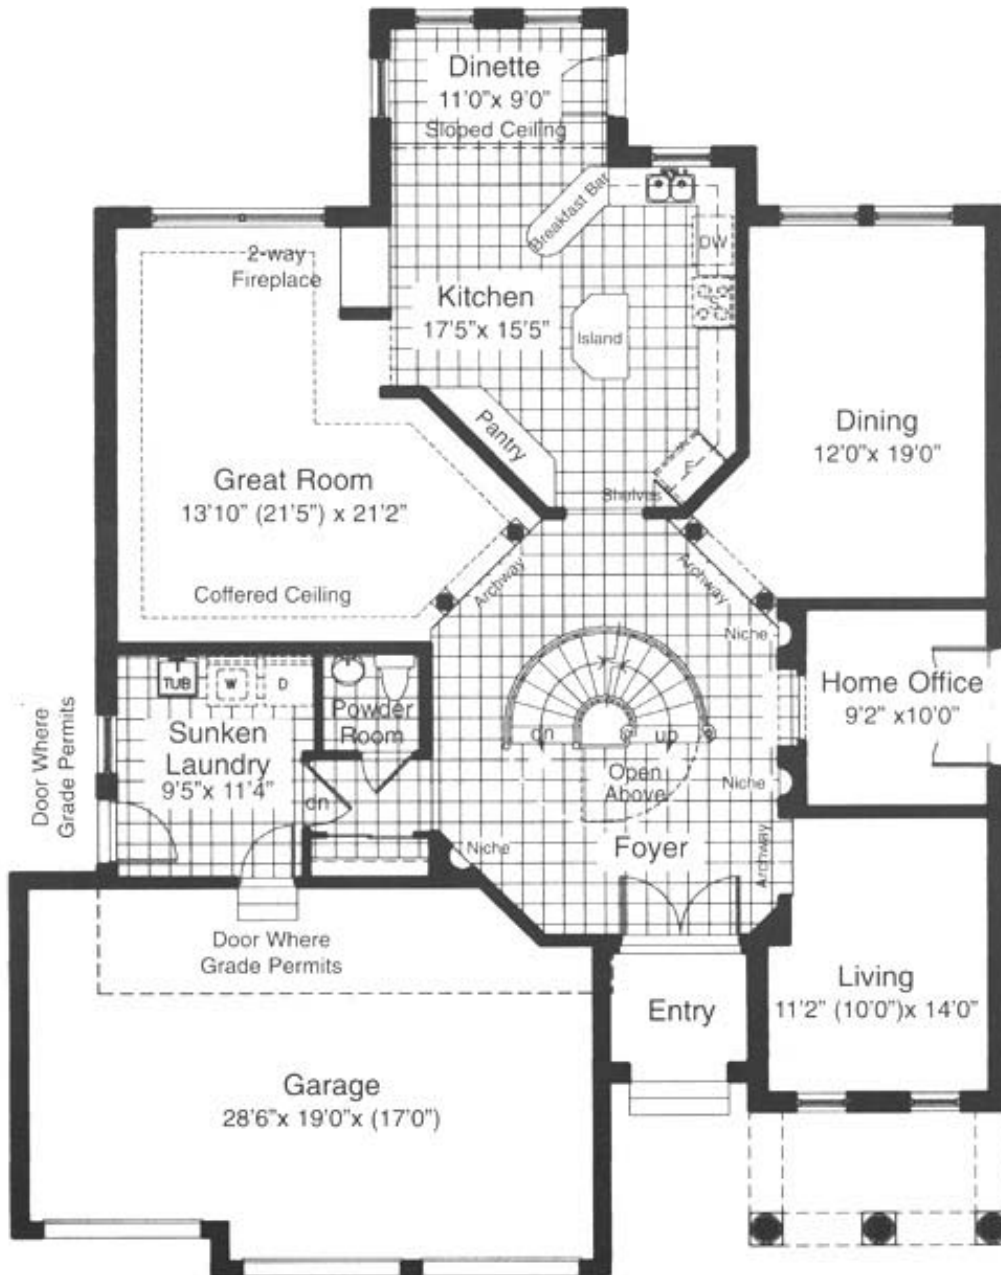 Dinette
11'0"x 9'0"
Sloped Ceiling
Breakfast Bar
DW
S
2-way
Fireplace
Kitchen
17'5"x 15'5"
Island
Pantry
F
Shelves
Dining
12'0"x 19'0"
Great Room
13'10" (21'5") x 21'2"
Coffered Ceiling
Archway
Archway
Niche
TUB
W
D
Powder
Room
Sunken
Laundry
9'5"x 11'4"
dn
Door Where
Grade Permits
dn
up
Open
Above
Home Office
9'2" x10'0"
Niche
Niche
Foyer
Archway
Door Where
Grade Permits
Entry
Living
11'2" (10'0")x 14'0"
Garage
28'6"x 19'0"x (17'0")